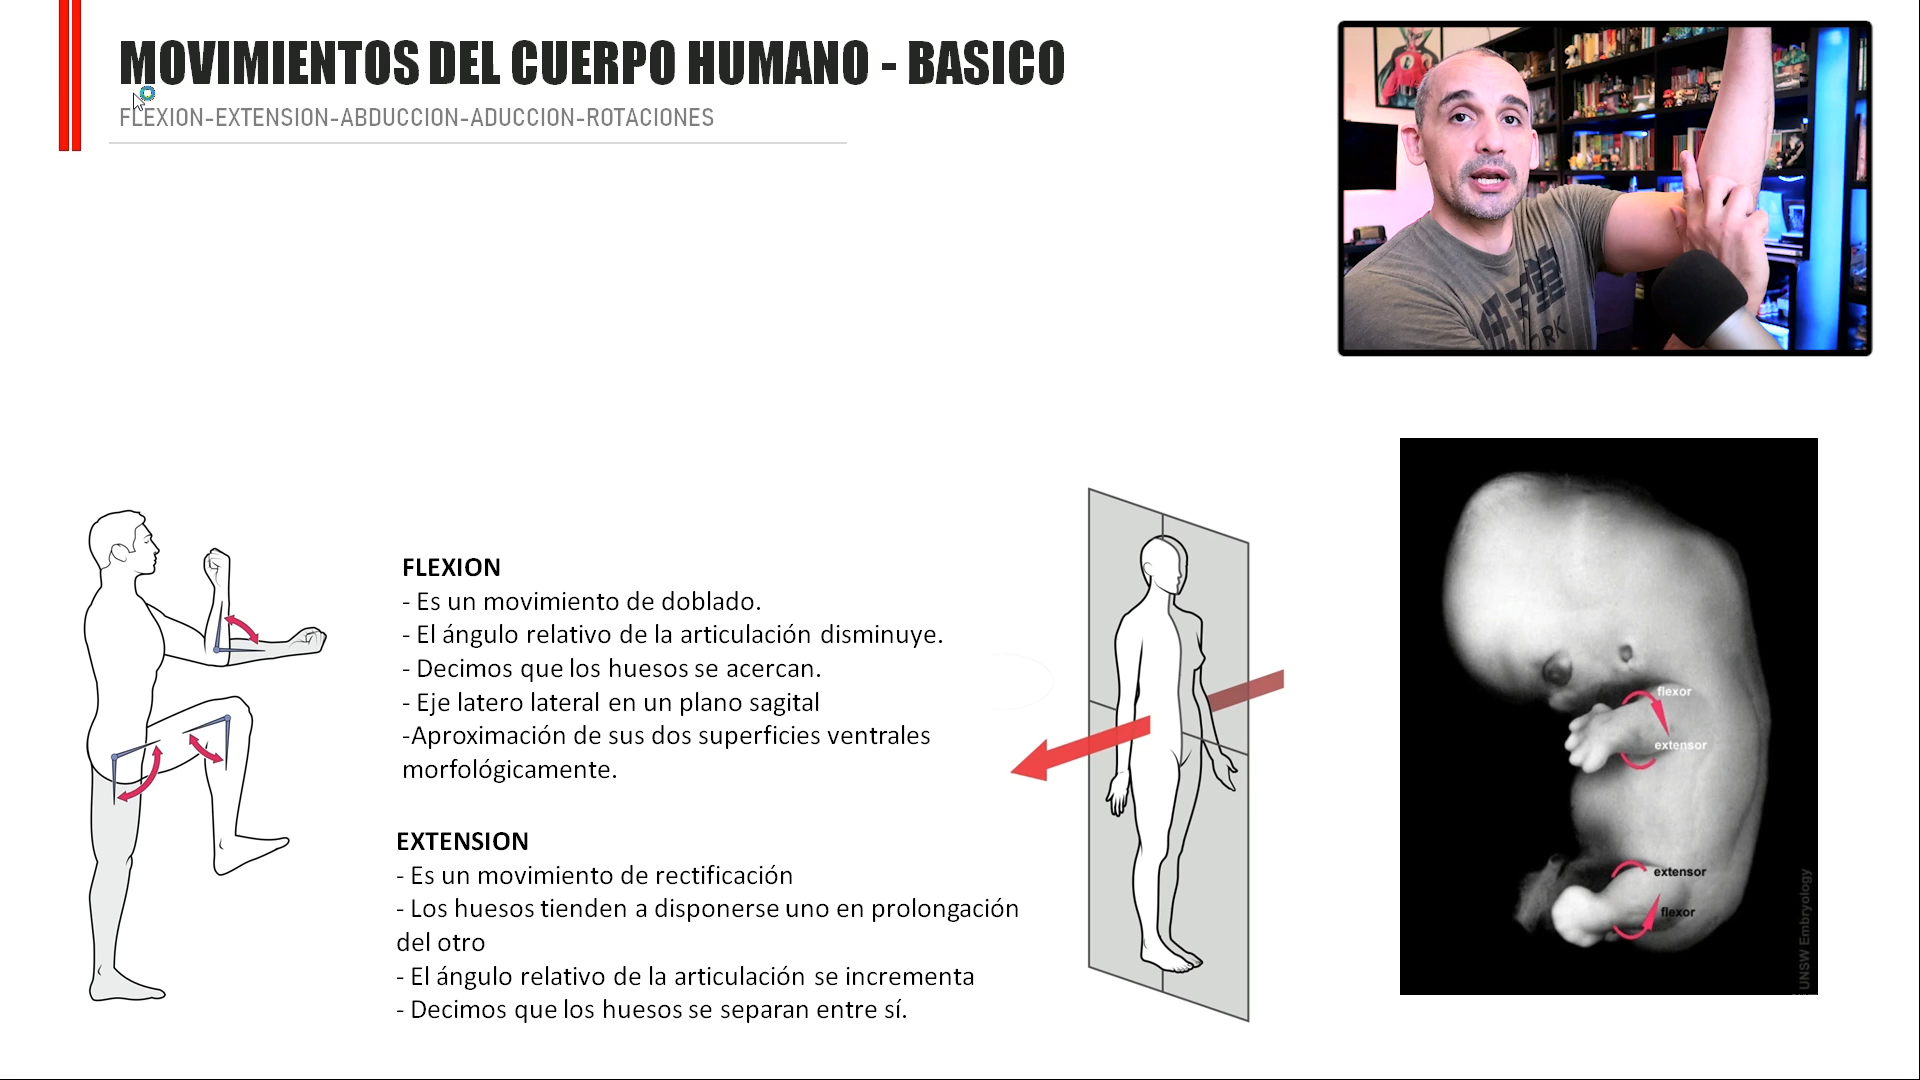 MOVIMIENTOS DEL CUERPO HUMANO - BASICO
FLEXION-EXTENSION-ABDUCCION-ADUCCION-ROTACIONES
FLEXION
- Es un movimiento de doblado.
- El ángulo relativo de la articulación disminuye.
- Decimos que los huesos se acercan.
- Eje latero lateral en un plano sagital
-Aproximación de sus dos superficies ventrales
morfológicamente.
EXTENSION
- Es un movimiento de rectificación
- Los huesos tienden a disponerse uno en prolongación
del otro
- El ángulo relativo de la articulación se incrementa
- Decimos que los huesos se separan entre sí.
flexor
extensor
extensor
flexor
UNSW Embryology